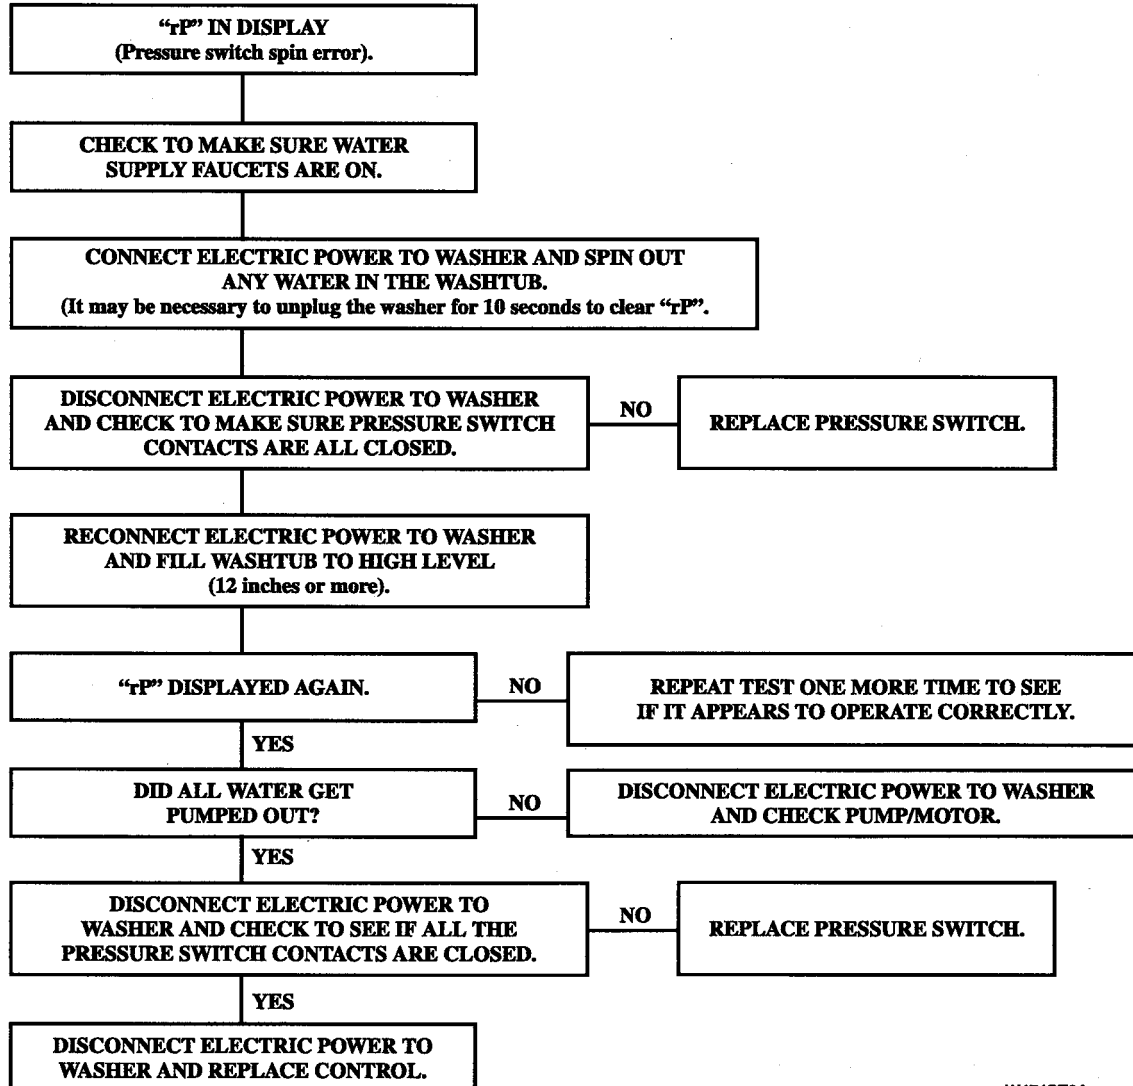 “rP” IN DISPLAY
(Pressure switch spin error).
CHECK TO MAKE SURE WATER
SUPPLY FAUCETS ARE ON.
CONNECT ELECTRIC POWER TO WASHER AND SPIN OUT
ANY WATER IN THE WASHTUB.
(It may be necessary to unplug the washer for 10 seconds to clear “rP”.
DISCONNECT ELECTRIC POWER TO WASHER
AND CHECK TO MAKE SURE PRESSURE SWITCH
CONTACTS ARE ALL CLOSED.
NO
REPLACE PRESSURE SWITCH.
RECONNECT ELECTRIC POWER TO WASHER
AND FILL WASHTUB TO HIGH LEVEL
(12 inches or more).
“rP” DISPLAYED AGAIN.
NO
REPEAT TEST ONE MORE TIME TO SEE
IF IT APPEARS TO OPERATE CORRECTLY.
YES
DID ALL WATER GET
PUMPED OUT?
NO
DISCONNECT ELECTRIC POWER TO WASHER
AND CHECK PUMP/MOTOR.
YES
DISCONNECT ELECTRIC POWER TO
WASHER AND CHECK TO SEE IF ALL THE
PRESSURE SWITCH CONTACTS ARE CLOSED.
NO
REPLACE PRESSURE SWITCH.
YES
DISCONNECT ELECTRIC POWER TO
WASHER AND REPLACE CONTROL.